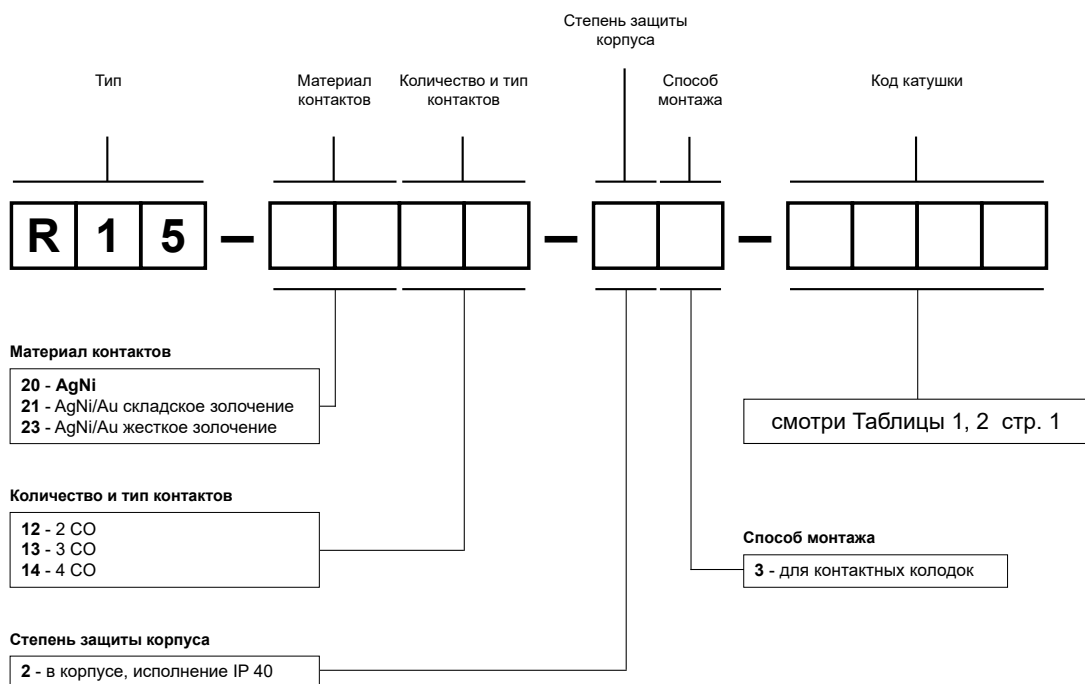 Степень защиты
корпуса
Тип
Материал
контактов
Количество и тип
контактов
Способ
монтажа
Код катушки
R 1 5 – – –
Материал контактов
20 - AgNi
21 - AgNi/Au складское золочение
23 - AgNi/Au жесткое золочение
смотри Таблицы 1, 2 стр. 1
Количество и тип контактов
12 - 2 CO
13 - 3 CO
14 - 4 CO
Способ монтажа
3 - для контактных колодок
Степень защиты корпуса
2 - в корпусе, исполнение IP 40